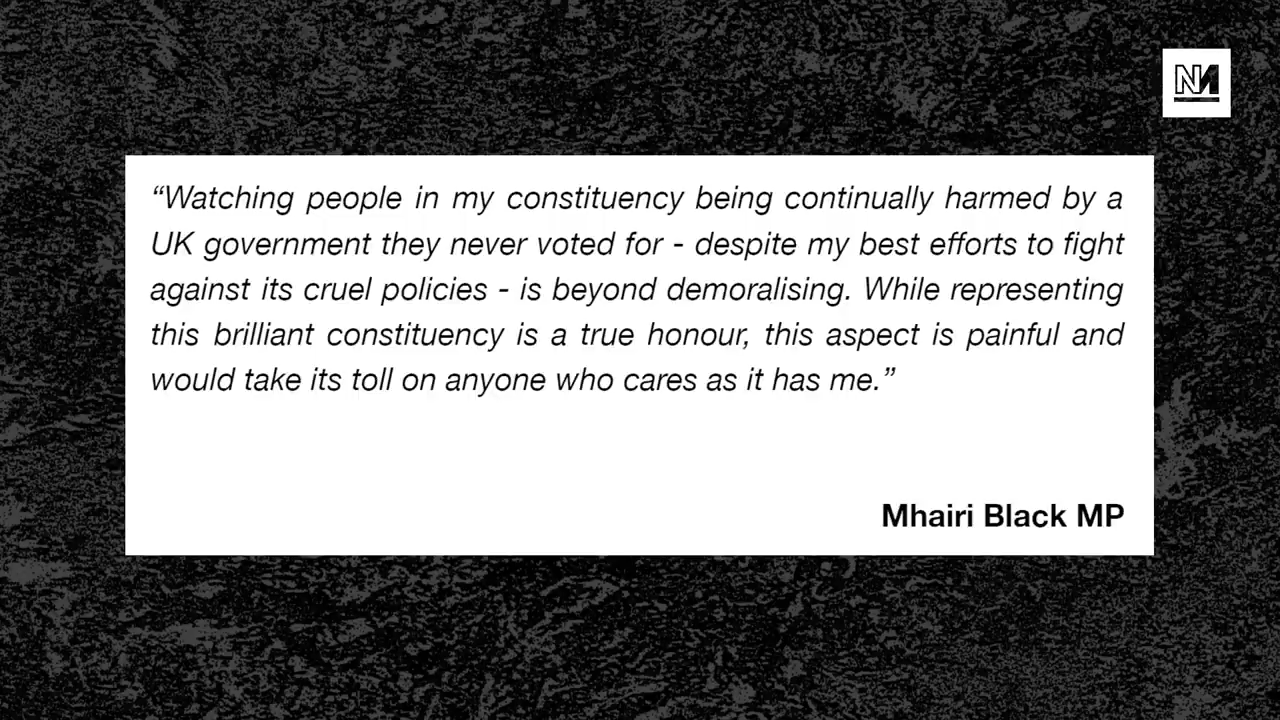 NM
“Watching people in my constituency being continually harmed by a
UK government they never voted for - despite my best efforts to fight
against its cruel policies - is beyond demoralising. While representing
this brilliant constituency is a true honour, this aspect is painful and
would take its toll on anyone who cares as it has me.”
Mhairi Black MP